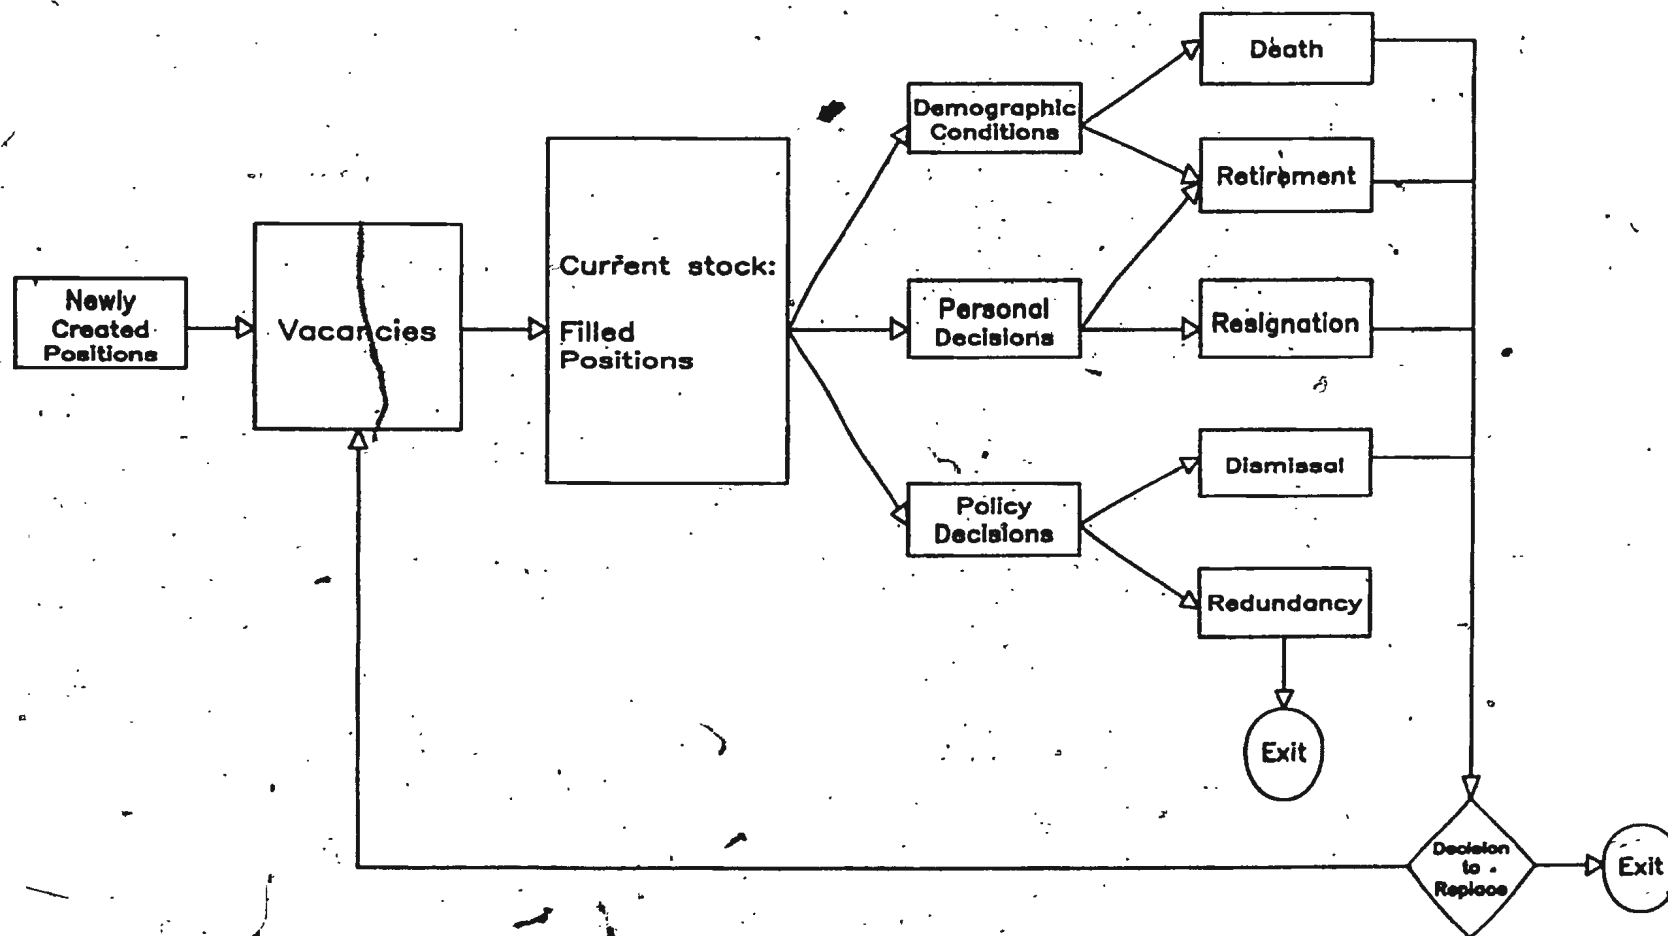 Newly
Created
Positions
Vacancies
Current stock:
Filled
Positions
Demographic
Conditions
Personal
Decisions
Policy
Decisions
Death
Retirement
Resignation
Dismissal
Redundancy
Exit
Decision
to
Replace
Exit